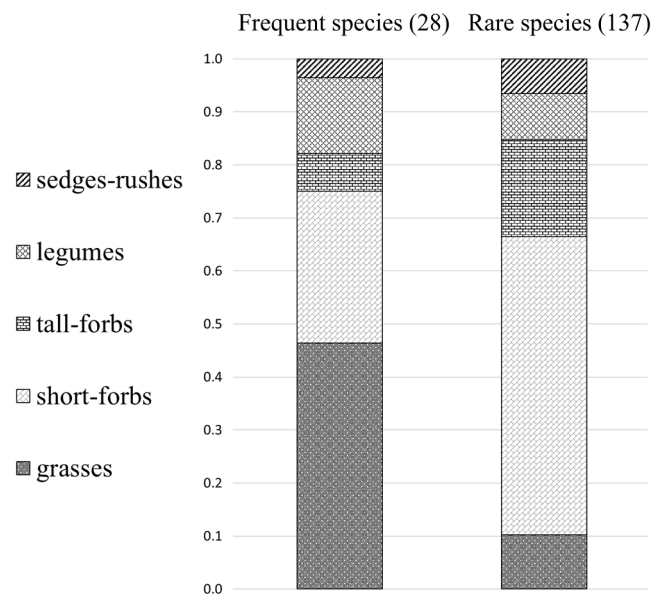 Frequent species (28) Rare species (137)
1.0
0.9
0.8
sedges-rushes
0.7
legumes
0.6
0.5
tall-forbs
0.4
short-forbs
0.3
grasses
0.2
0.1
0.0